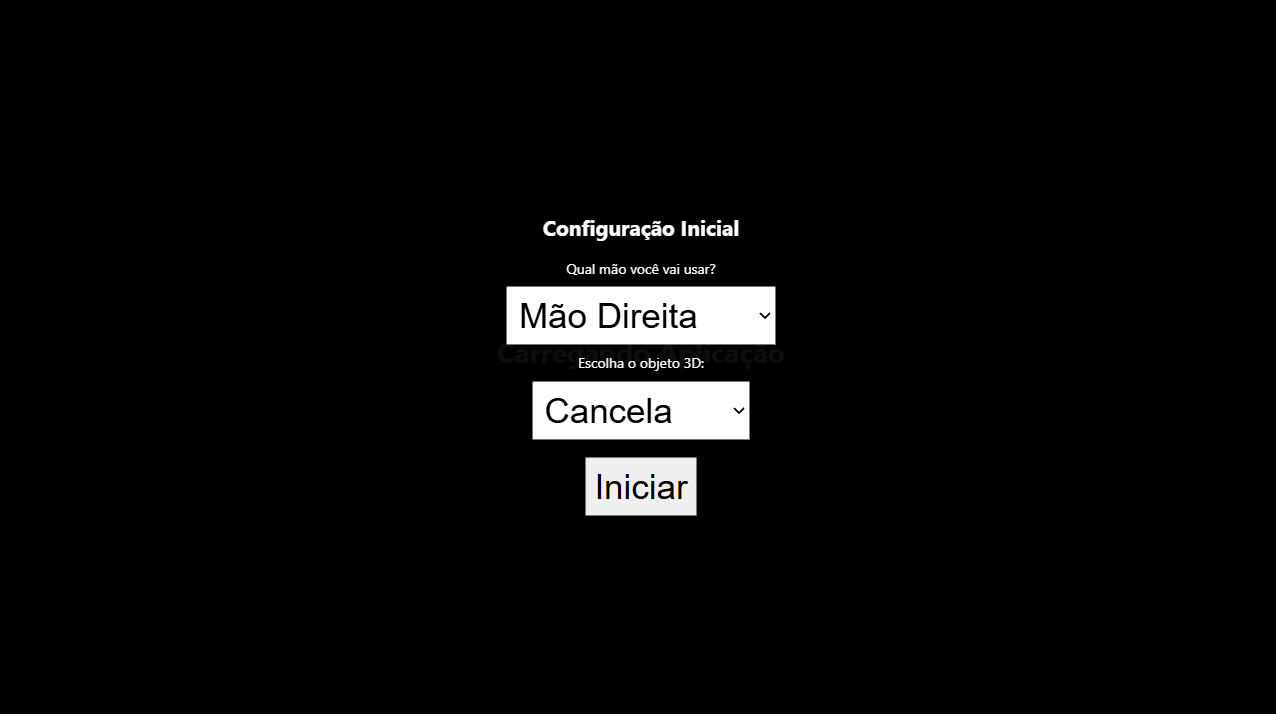 Configuração Inicial
Qual mão você vai usar?
Mão Direita
Carregando Aplicação
Escolha o objeto 3D:
Cancela
Iniciar